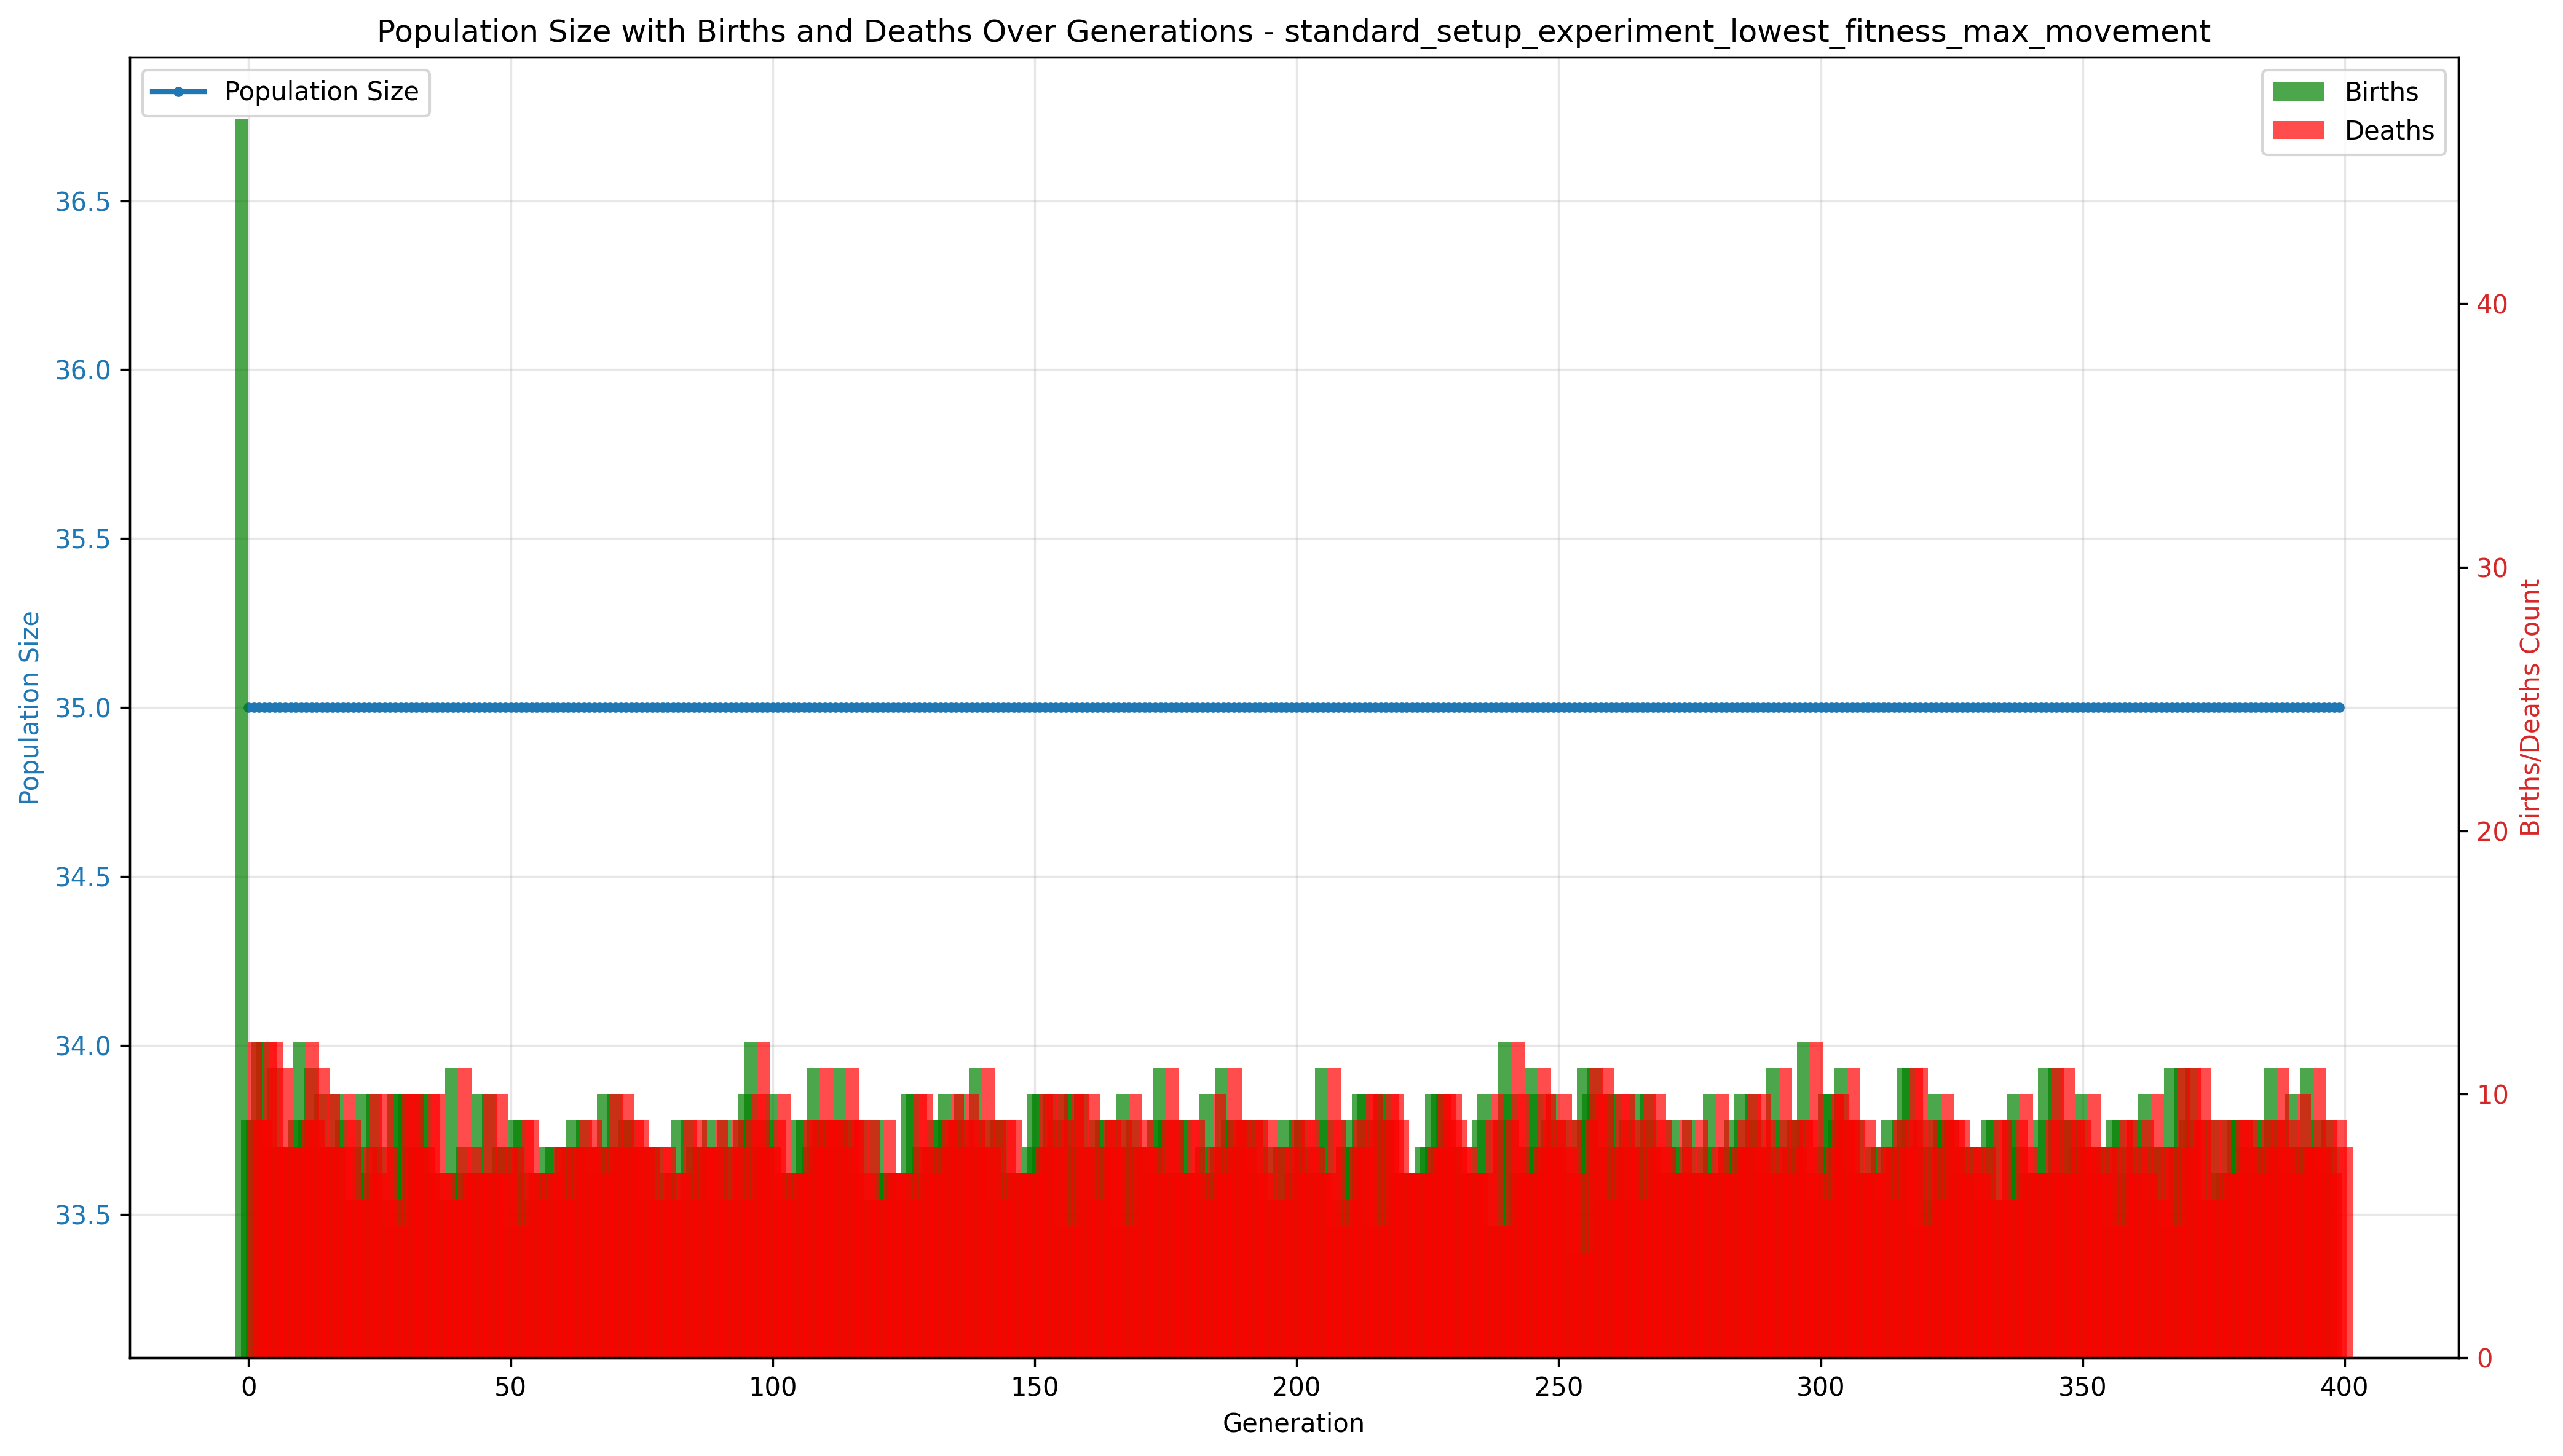 Population Size with Births and Deaths Over Generations - standard_setup_experiment_lowest_fitness_max_movement
Population Size
Births
Deaths
36.5
36.0
35.5
35.0
34.5
34.0
33.5
Population Size
40
30
20
10
0
Births/Deaths Count
0 50 100 150 200 250 300 350 400
Generation